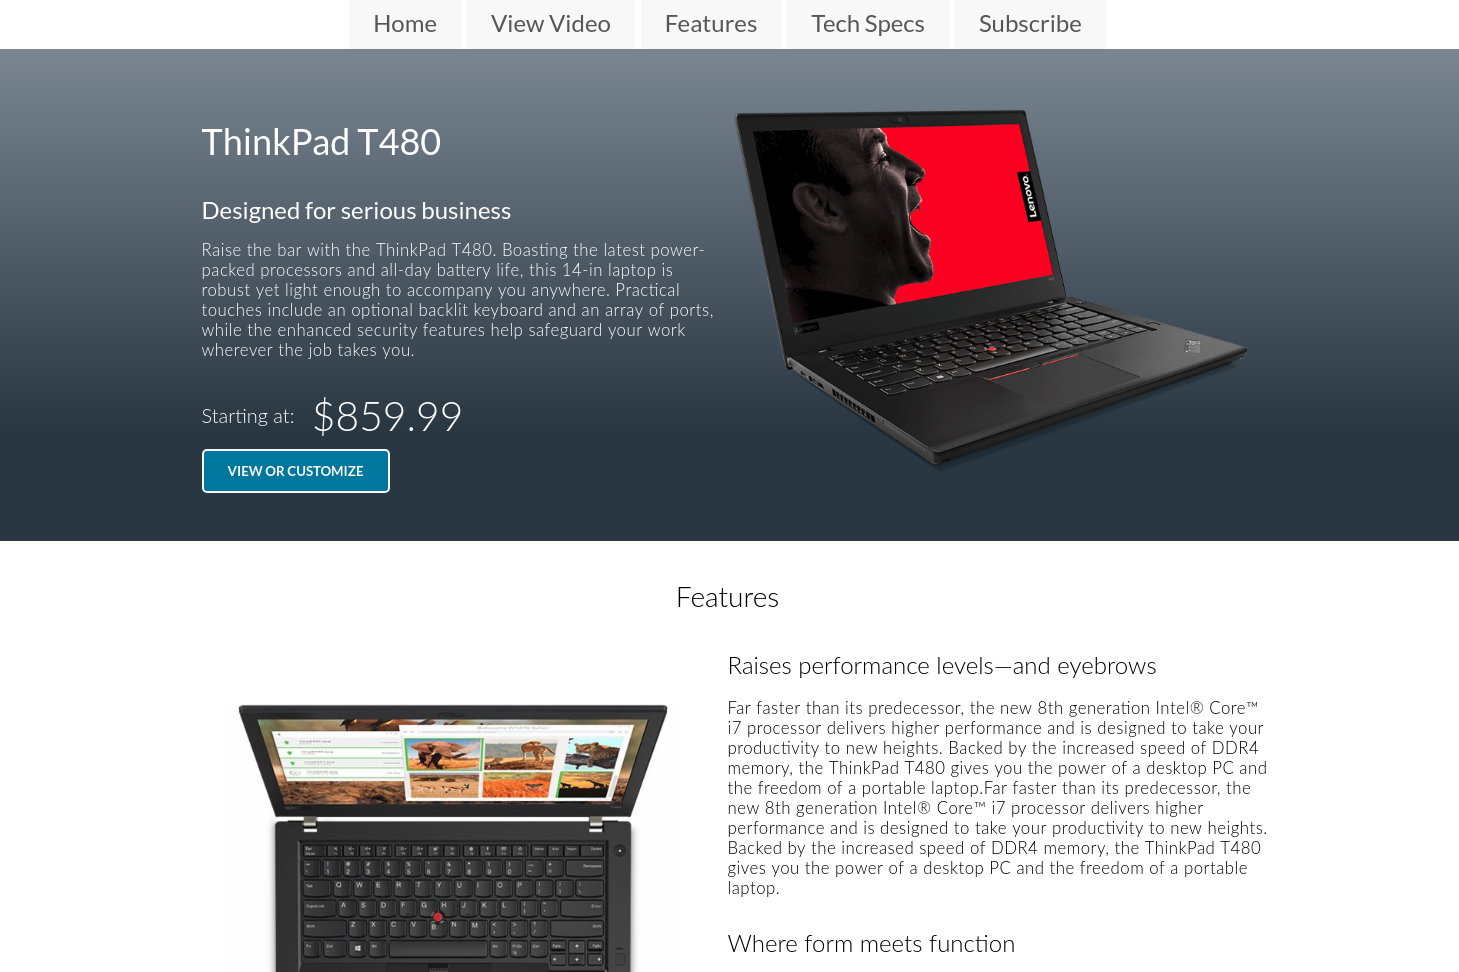 Home View Video Features Tech Specs Subscribe
ThinkPad T480
Designed for serious business
Raise the bar with the ThinkPad T480. Boasting the latest power-
packed processors and all-day battery life, this 14-in laptop is
robust yet light enough to accompany you anywhere. Practical
touches include an optional backlit keyboard and an array of ports,
while the enhanced security features help safeguard your work
wherever the job takes you.
Starting at: $859.99
VIEW OR CUSTOMIZE
Lenovo
Features
Raises performance levels—and eyebrows
Far faster than its predecessor, the new 8th generation Intel® Core™
i7 processor delivers higher performance and is designed to take your
productivity to new heights. Backed by the increased speed of DDR4
memory, the ThinkPad T480 gives you the power of a desktop PC and
the freedom of a portable laptop.Far faster than its predecessor, the
new 8th generation Intel® Core™ i7 processor delivers higher
performance and is designed to take your productivity to new heights.
Backed by the increased speed of DDR4 memory, the ThinkPad T480
gives you the power of a desktop PC and the freedom of a portable
laptop.
Where form meets function
Q W E R T Y U I O P
A S D F G H J K L
Z X C V B N M